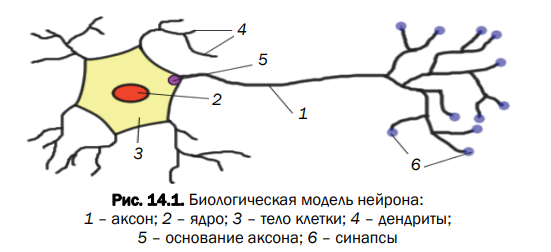 4
5
2
1
3
6
Рис. 14.1. Биологическая модель нейрона:
1 – аксон; 2 – ядро; 3 – тело клетки; 4 – дендриты;
5 – основание аксона; 6 – синапсы